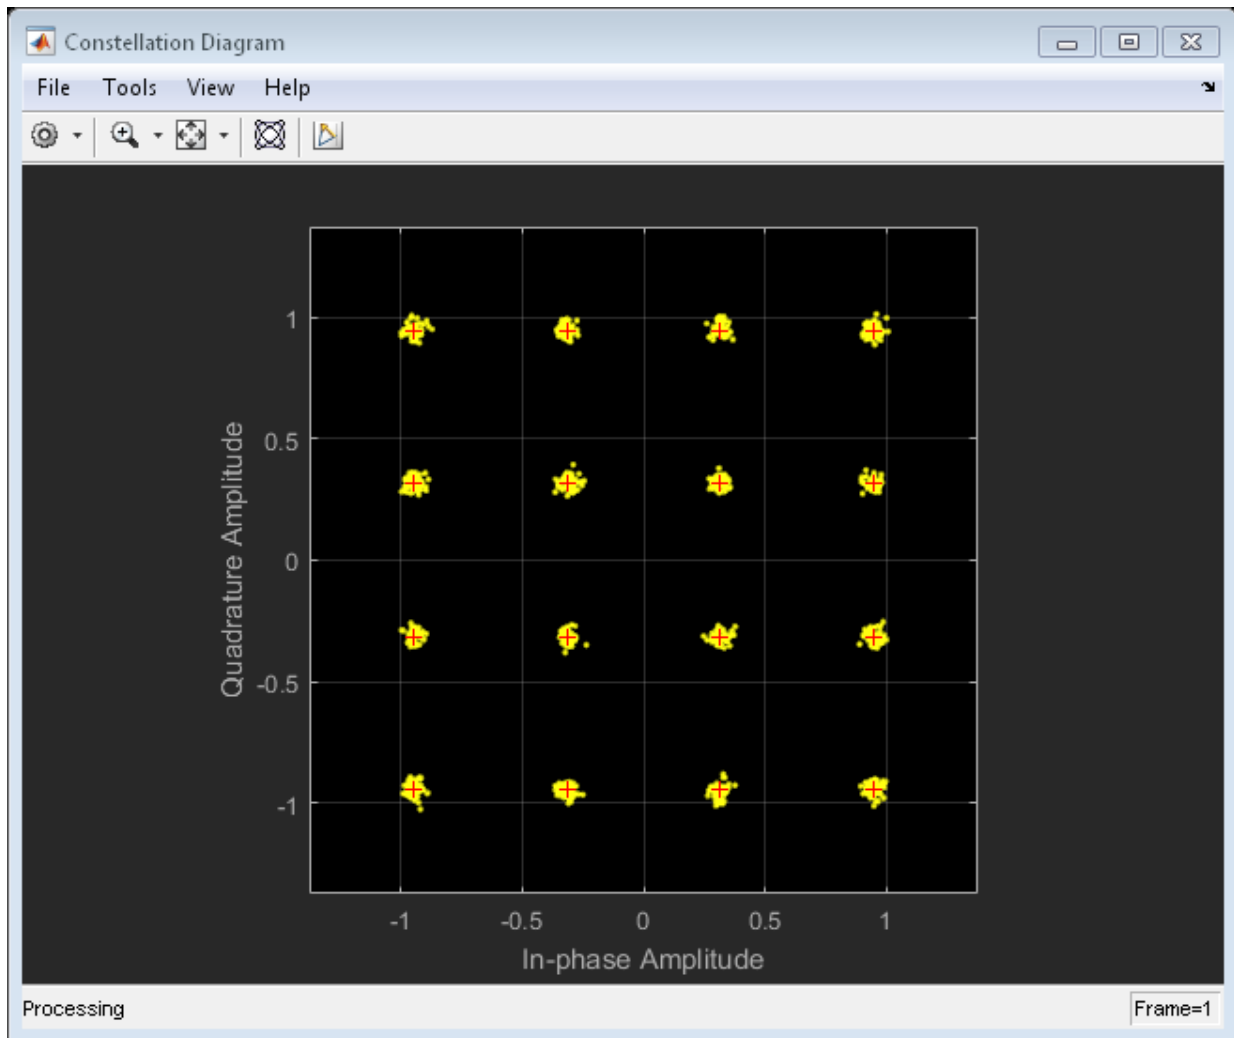 Constellation Diagram
File Tools View Help
1
0.5
0
-0.5
-1
Quadrature Amplitude
-1 -0.5 0 0.5 1
In-phase Amplitude
Processing Frame=1